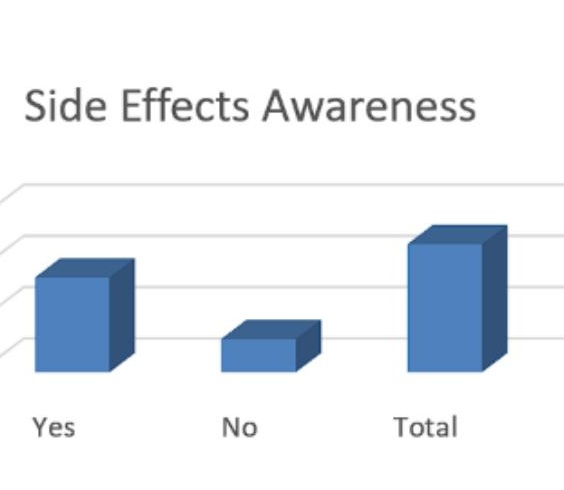 Side Effects Awareness
Yes No Total